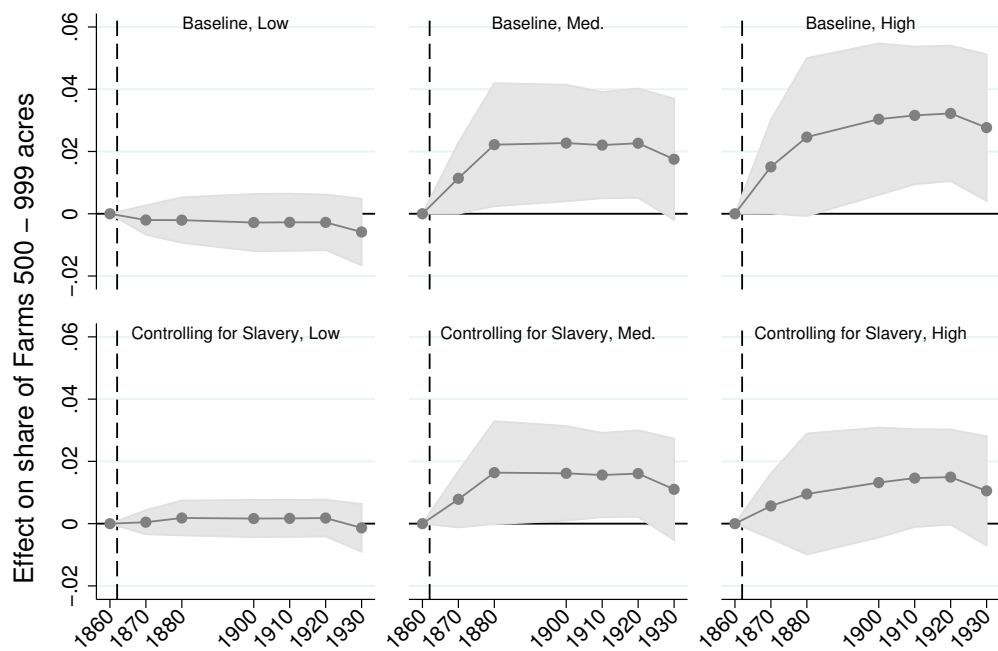 Effect on share of Farms 500 – 999 acres
Baseline, Low
Baseline, Med.
Baseline, High
.06
.04
.02
0
–.02
Controlling for Slavery, Low
Controlling for Slavery, Med.
Controlling for Slavery, High
.06
.04
.02
0
–.02
1860 1870 1880 1900 1910 1920 1930
1860 1870 1880 1900 1910 1920 1930
1860 1870 1880 1900 1910 1920 1930